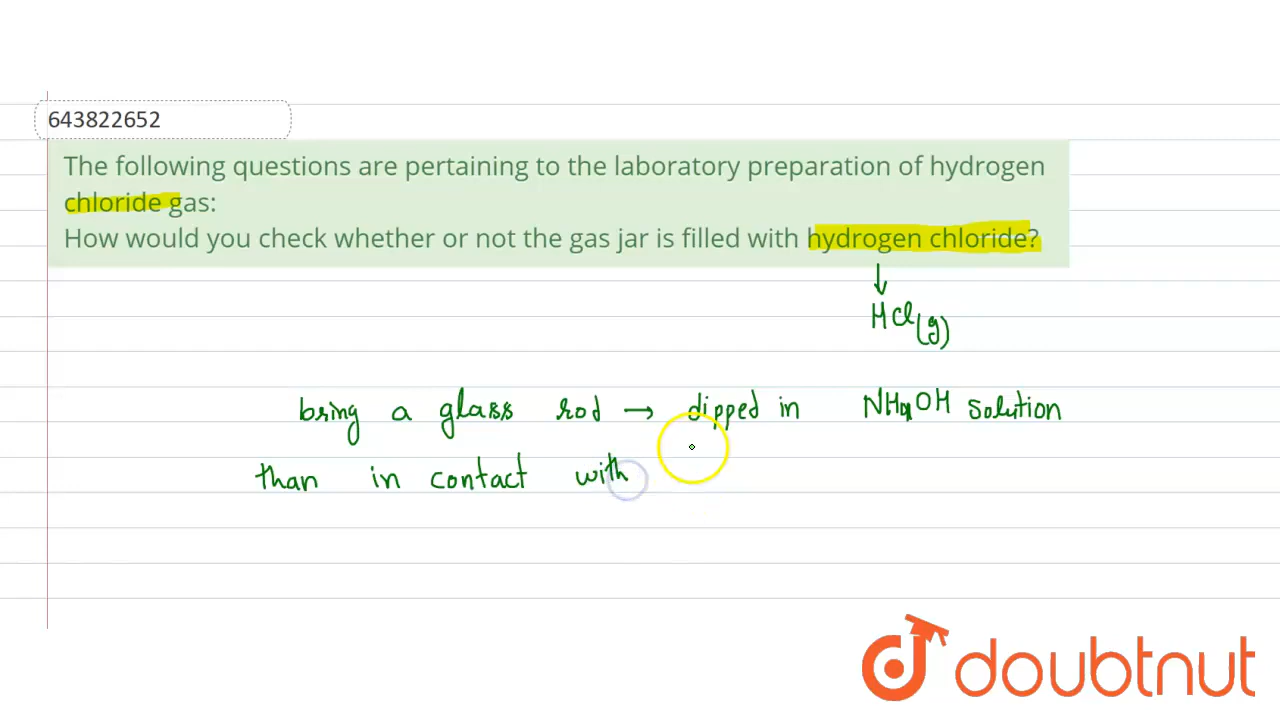 643822652
The following questions are pertaining to the laboratory preparation of hydrogen
chloride gas:
How would you check whether or not the gas jar is filled with hydrogen chloride?
HCl(g)
bring a glass rod → dipped in NH4OH solution
than in contact with
doubtnut